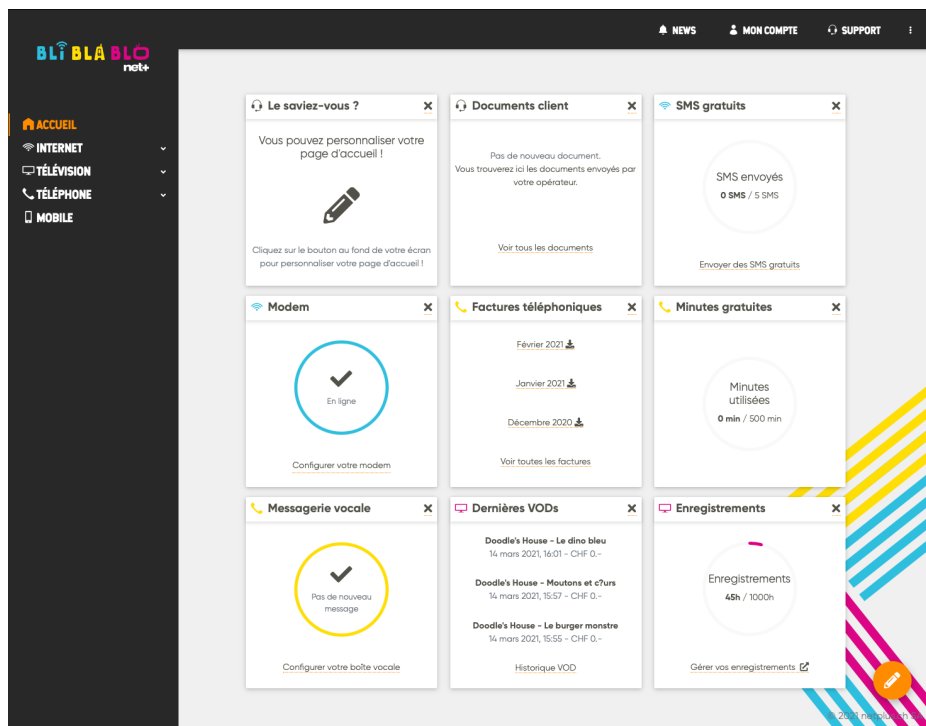 NEWS
MON COMPTE
SUPPORT
BLI BLA BLO
net+
ACCUEIL
INTERNET
TÉLÉVISION
TÉLÉPHONE
MOBILE
Le saviez-vous ?
Vous pouvez personnaliser votre
page d'accueil !
Cliquez sur le bouton au fond de votre écran
pour personnaliser votre page d'accueil !
Documents client
Pas de nouveau document.
Vous trouverez ici les documents envoyés par
votre opérateur.
Voir tous les documents
SMS gratuits
SMS envoyés
0 SMS / 5 SMS
Envoyer des SMS gratuits
Modem
En ligne
Configurer votre modem
Factures téléphoniques
Février 2021
Janvier 2021
Décembre 2020
Voir toutes les factures
Minutes gratuites
Minutes
utilisées
0 min / 500 min
Messagerie vocale
Pas de nouveau
message
Configurer votre boîte vocale
Dernières VODs
Doodle's House - Le dino bleu
14 mars 2021, 16:01 - CHF 0.-
Doodle's House - Moutons et c?urs
14 mars 2021, 15:57 - CHF 0.-
Doodle's House - Le burger monstre
14 mars 2021, 15:55 - CHF 0.-
Historique VOD
Enregistrements
Enregistrements
45h / 1000h
Gérer vos enregistrements
© 2021